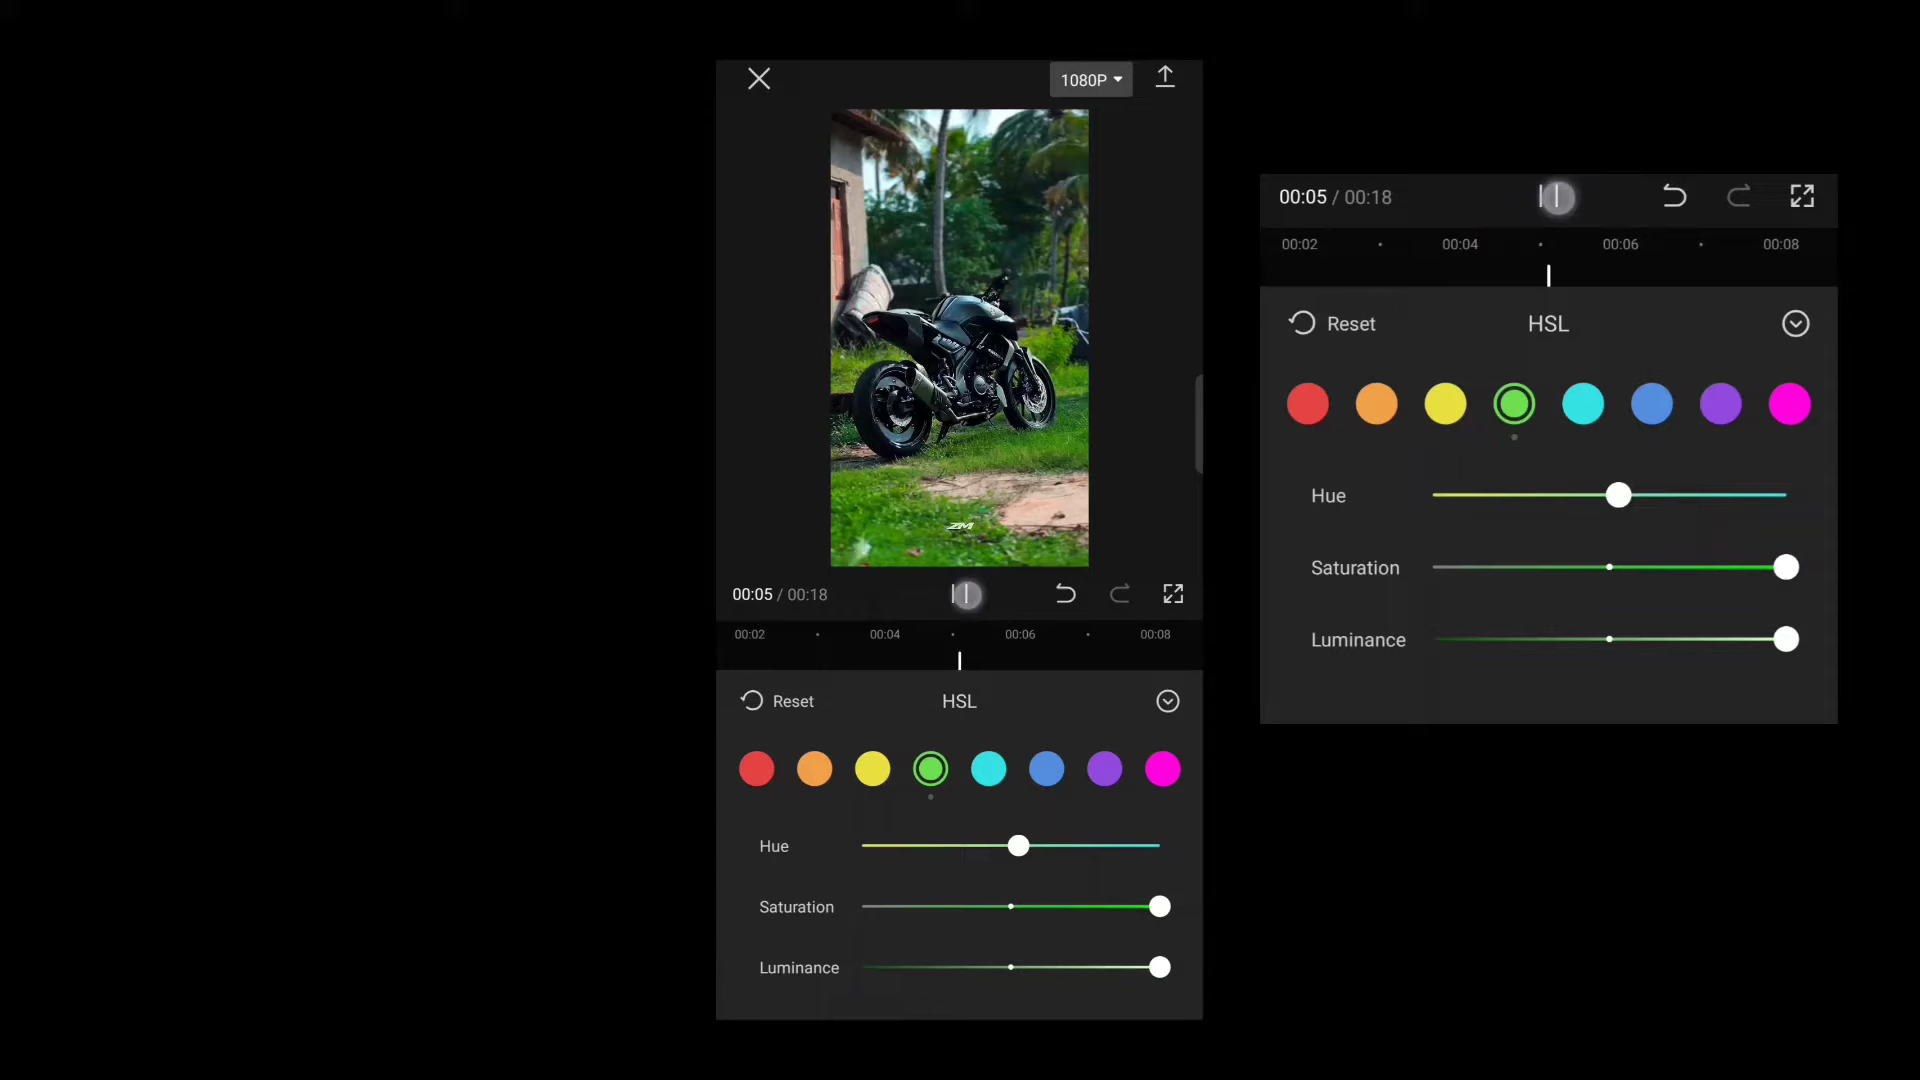 1080P
ZM
00:05 / 00:18
00:02 00:04 00:06 00:08
Reset HSL
Hue
Saturation
Luminance
00:05 / 00:18
00:02 00:04 00:06 00:08
Reset HSL
Hue
Saturation
Luminance